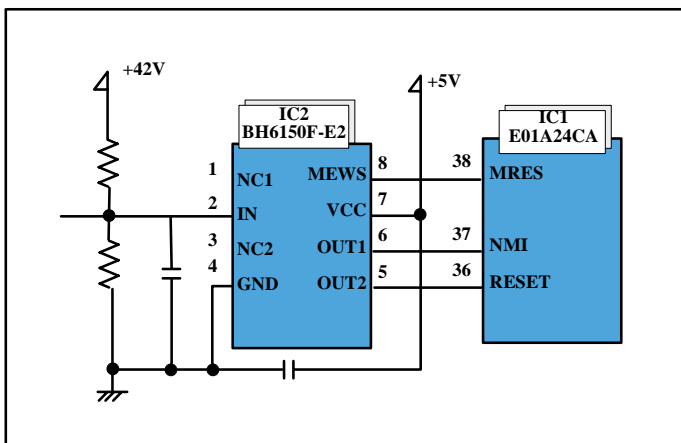 +42V
+5V
IC2
BH6150F-E2
IC1
E01A24CA
1
NC1
MEWS
8
38
MRES
2
IN
VCC
7
3
NC2
OUT1
6
37
NMI
4
GND
OUT2
5
36
RESET